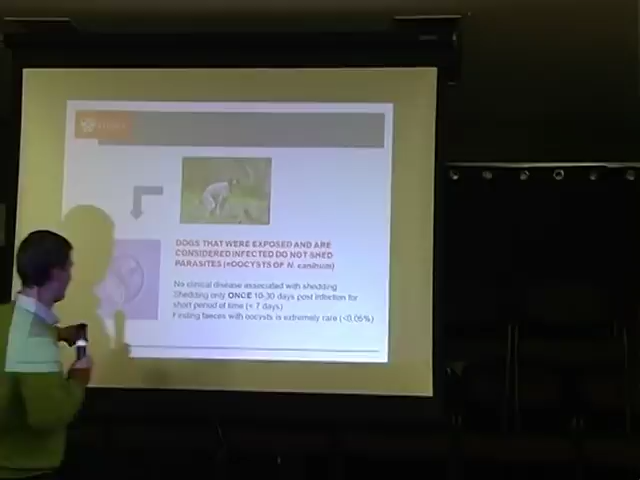 DOGS THAT WERE EXPOSED AND ARE
CONSIDERED INFECTED DO NOT SHED
PARASITES (=OOCYSTS OF N. caninum)
No clinical disease associated with shedding
Shedding only ONCE 10-30 days post infection for
short period of time (< 7 days)
Finding faeces with oocysts is extremely rare (<0.05%)